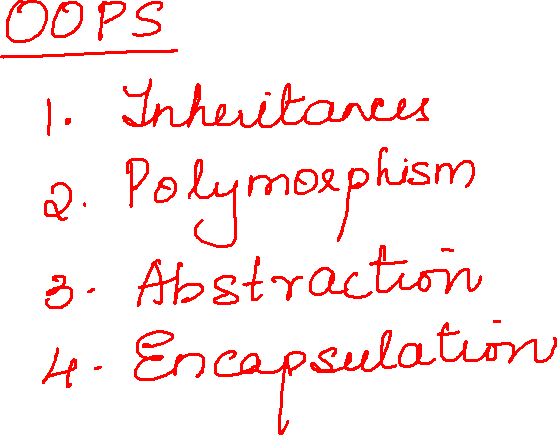 OOPS
1. Inheritances
2. Polymorphism
3. Abstraction
4. Encapsulation